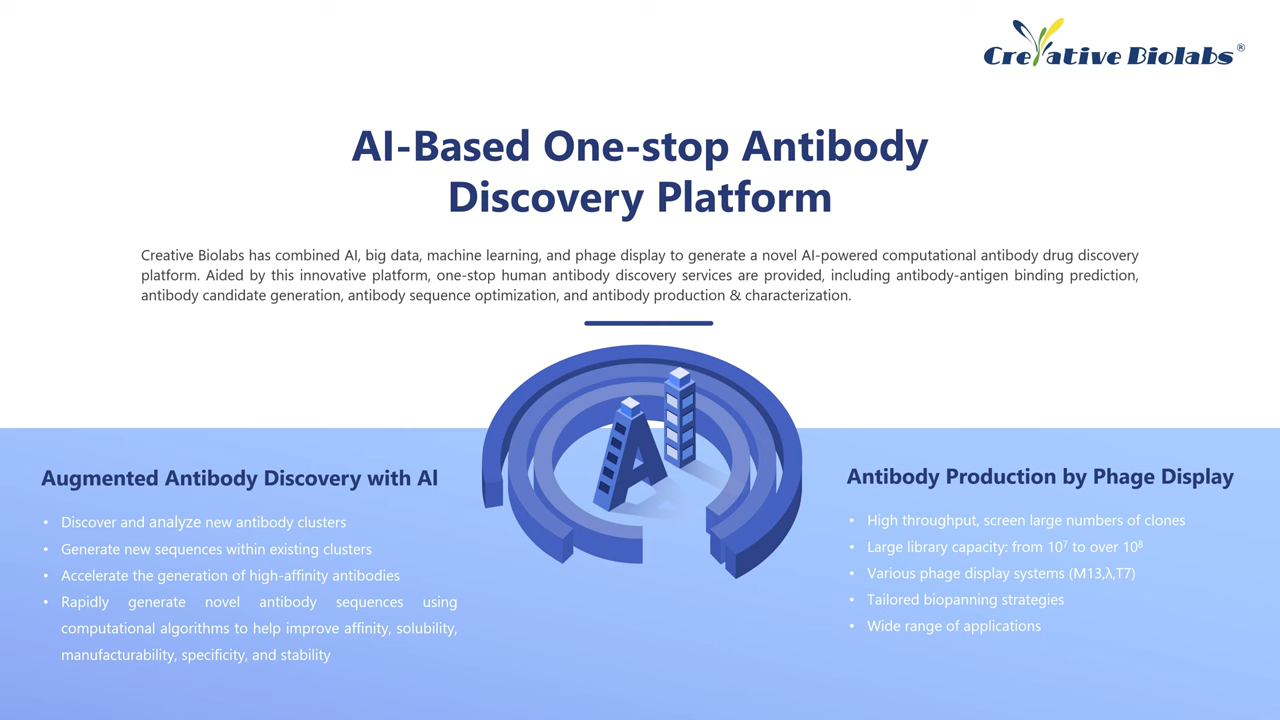 Creative Biolabs®
AI-Based One-stop Antibody
Discovery Platform
Creative Biolabs has combined AI, big data, machine learning, and phage display to generate a novel AI-powered computational antibody drug discovery
platform. Aided by this innovative platform, one-stop human antibody discovery services are provided, including antibody-antigen binding prediction,
antibody candidate generation, antibody sequence optimization, and antibody production & characterization.
AI
Augmented Antibody Discovery with AI
• Discover and analyze new antibody clusters
• Generate new sequences within existing clusters
• Accelerate the generation of high-affinity antibodies
• Rapidly generate novel antibody sequences using
computational algorithms to help improve affinity, solubility,
manufacturability, specificity, and stability
Antibody Production by Phage Display
• High throughput, screen large numbers of clones
• Large library capacity: from 10⁷ to over 10⁸
• Various phage display systems (M13,λ,T7)
• Tailored biopanning strategies
• Wide range of applications